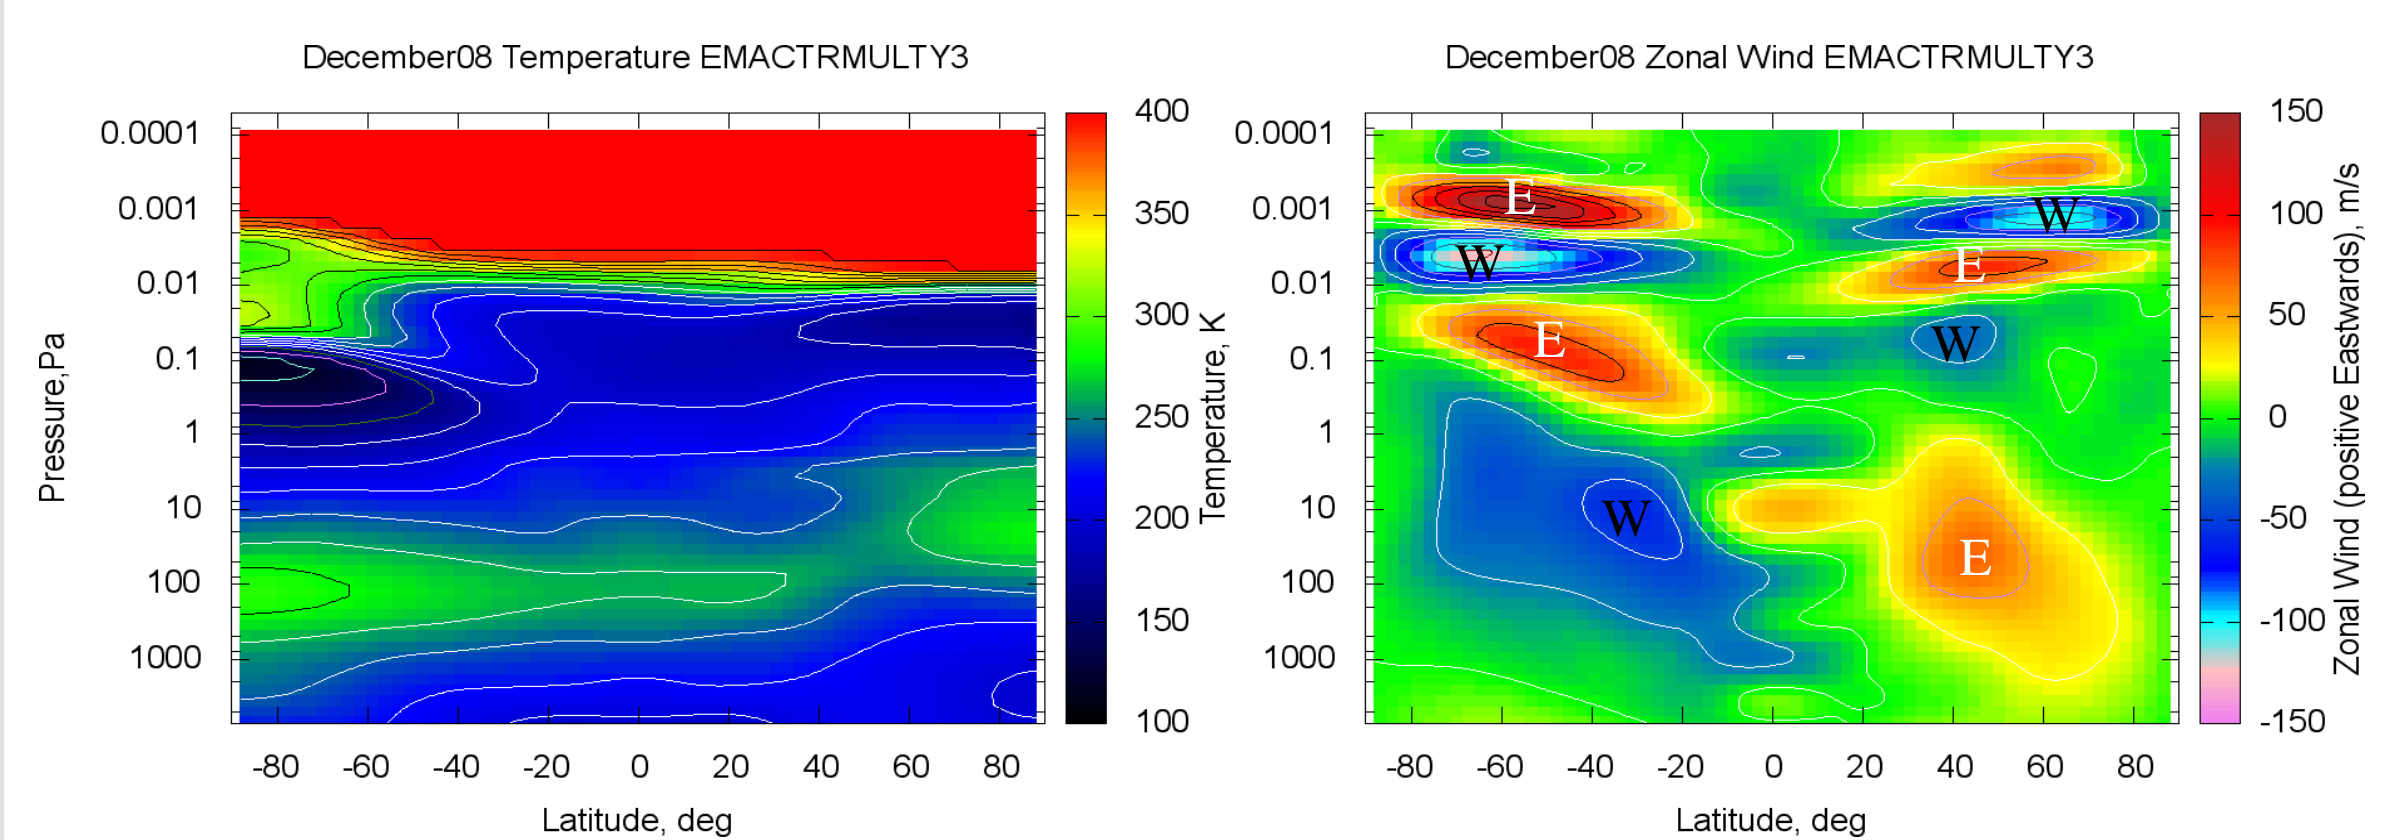 December08 Temperature EMACTRMULTY3
0.0001
0.001
0.01
0.1
1
10
100
1000
Pressure,Pa
-80 -60 -40 -20 0 20 40 60 80
Latitude, deg
400
350
300
250
200
150
100
Temperature, K
December08 Zonal Wind EMACTRMULTY3
0.0001
0.001
0.01
0.1
1
10
100
1000
E
W
W
E
E
W
W
E
-80 -60 -40 -20 0 20 40 60 80
Latitude, deg
150
100
50
0
-50
-100
-150
Zonal Wind (positive Eastwards), m/s